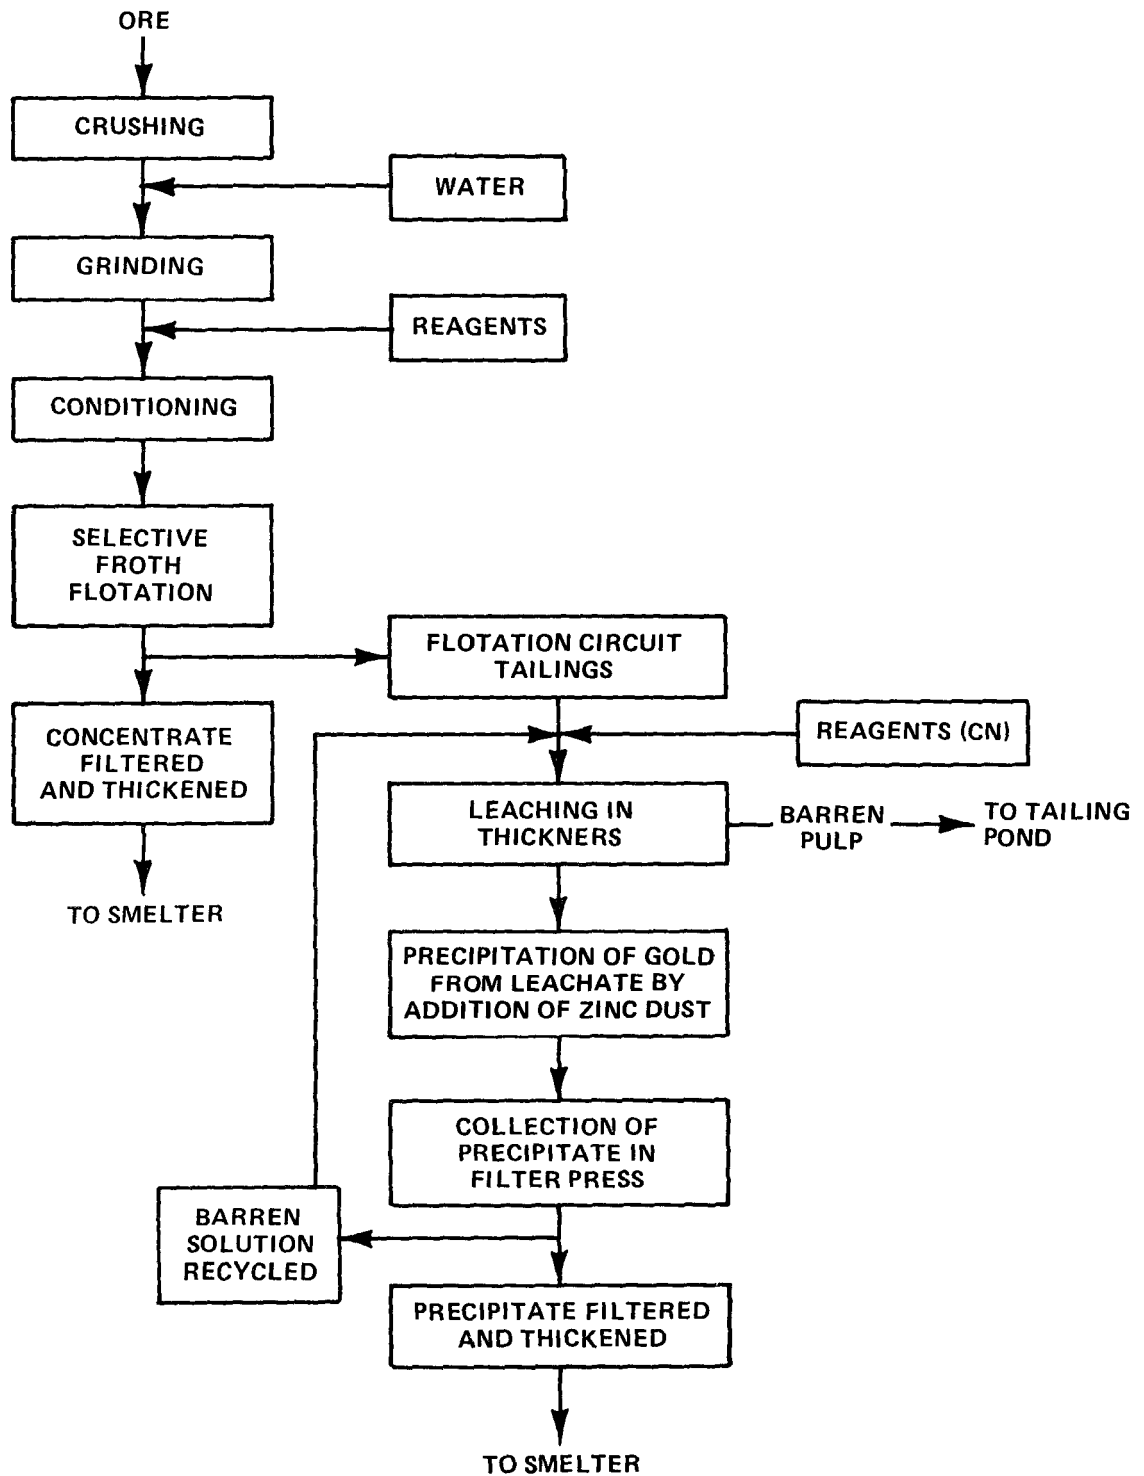 ORE
CRUSHING
WATER
GRINDING
REAGENTS
CONDITIONING
SELECTIVE
FROTH
FLOTATION
FLOTATION CIRCUIT
TAILINGS
CONCENTRATE
FILTERED
AND THICKENED
REAGENTS (CN)
LEACHING IN
THICKNERS
BARREN
PULP
TO TAILING
POND
TO SMELTER
PRECIPITATION OF GOLD
FROM LEACHATE BY
ADDITION OF ZINC DUST
COLLECTION OF
PRECIPITATE IN
FILTER PRESS
BARREN
SOLUTION
RECYCLED
PRECIPITATE FILTERED
AND THICKENED
TO SMELTER